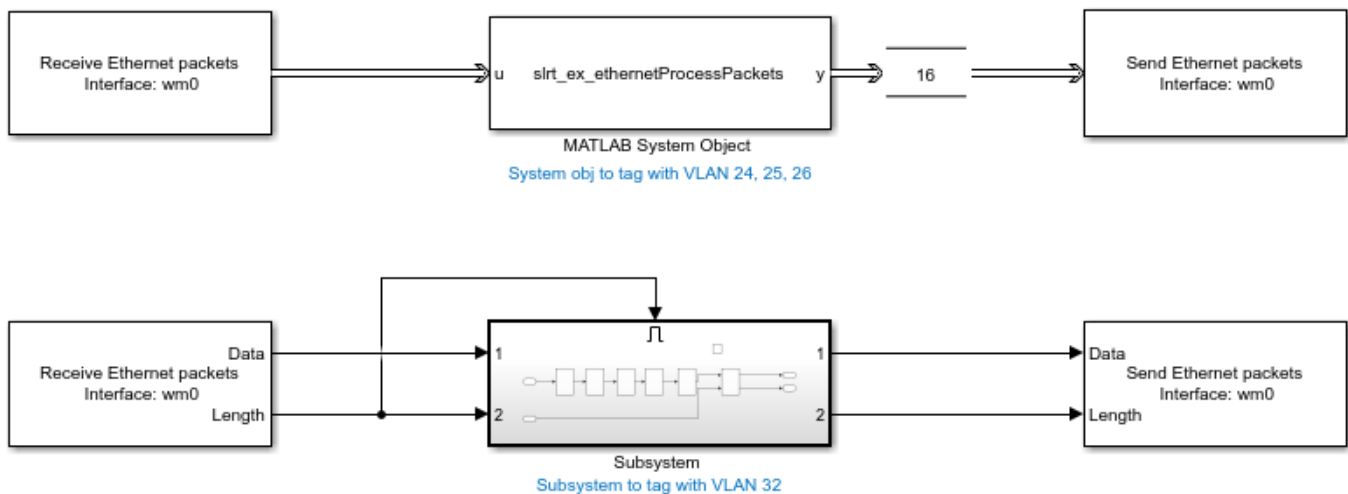 Receive Ethernet packets
Interface: wm0
u
slrt_ex_ethernetProcessPackets
y
16
Send Ethernet packets
Interface: wm0
MATLAB System Object
System obj to tag with VLAN 24, 25, 26
Data
Receive Ethernet packets
Interface: wm0
Length
1
2
1
2
Data
Send Ethernet packets
Interface: wm0
Length
Subsystem
Subsystem to tag with VLAN 32